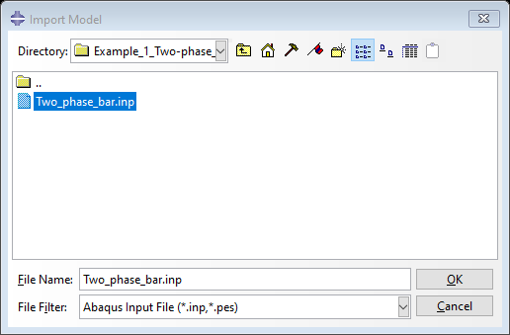 Import Model
Directory: Example_1_Two-phase_
..
Two_phase_bar.inp
File Name: Two_phase_bar.inp OK
File Filter: Abaqus Input File (*.inp,*.pes) Cancel